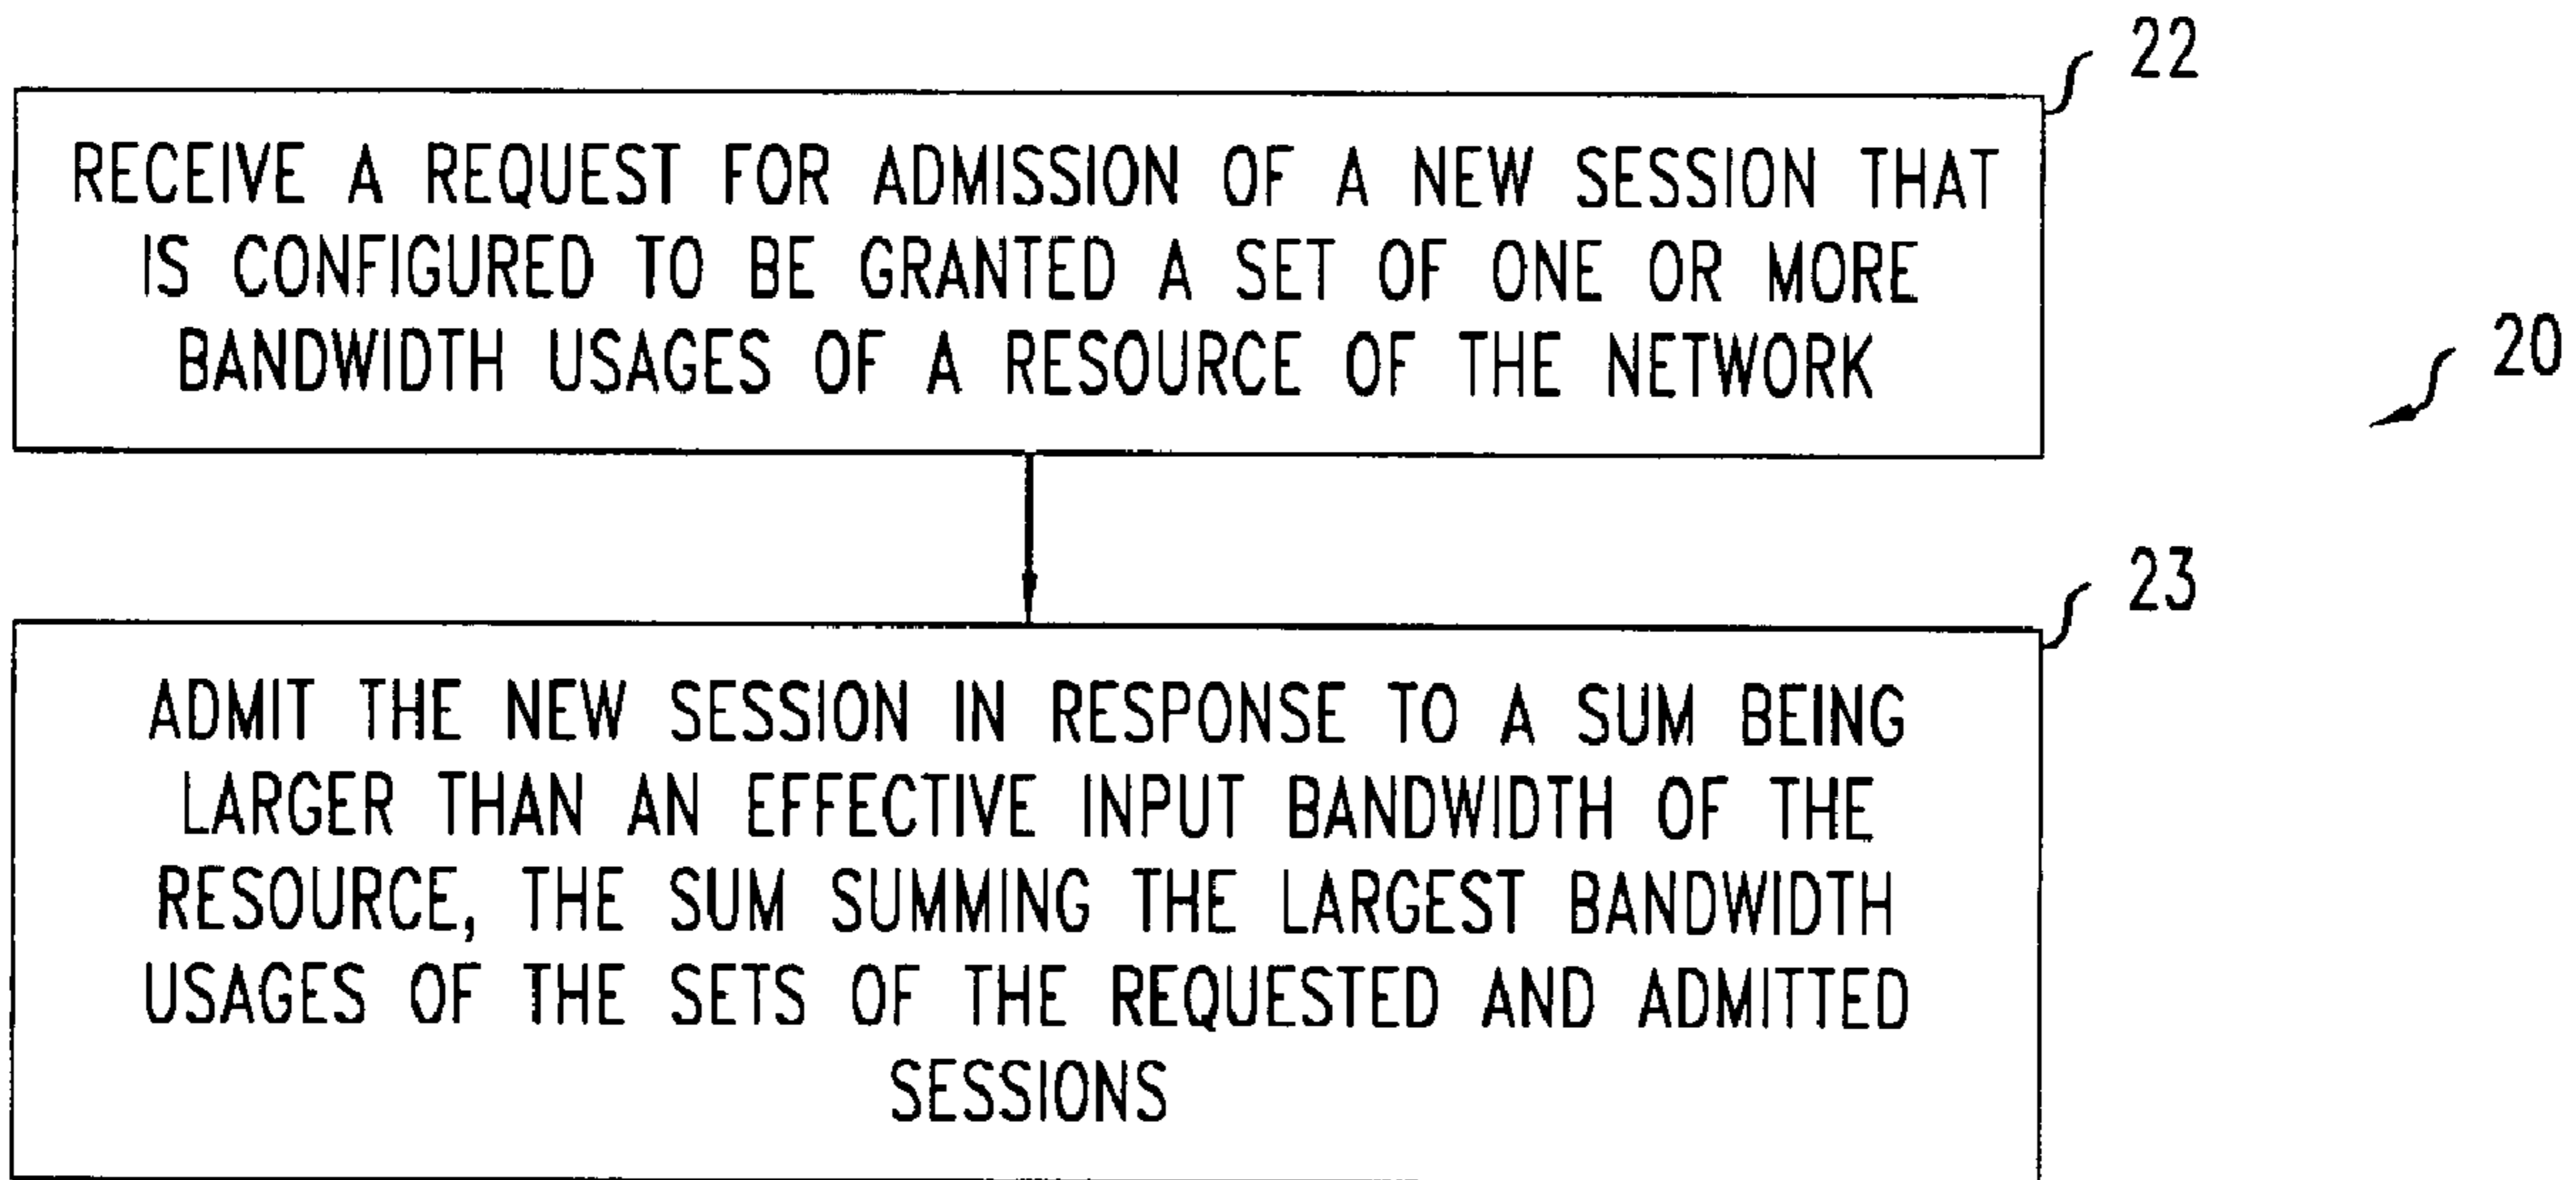 22
RECEIVE A REQUEST FOR ADMISSION OF A NEW SESSION THAT
IS CONFIGURED TO BE GRANTED A SET OF ONE OR MORE
BANDWIDTH USAGES OF A RESOURCE OF THE NETWORK
20
23
ADMIT THE NEW SESSION IN RESPONSE TO A SUM BEING
LARGER THAN AN EFFECTIVE INPUT BANDWIDTH OF THE
RESOURCE, THE SUM SUMMING THE LARGEST BANDWIDTH
USAGES OF THE SETS OF THE REQUESTED AND ADMITTED
SESSIONS